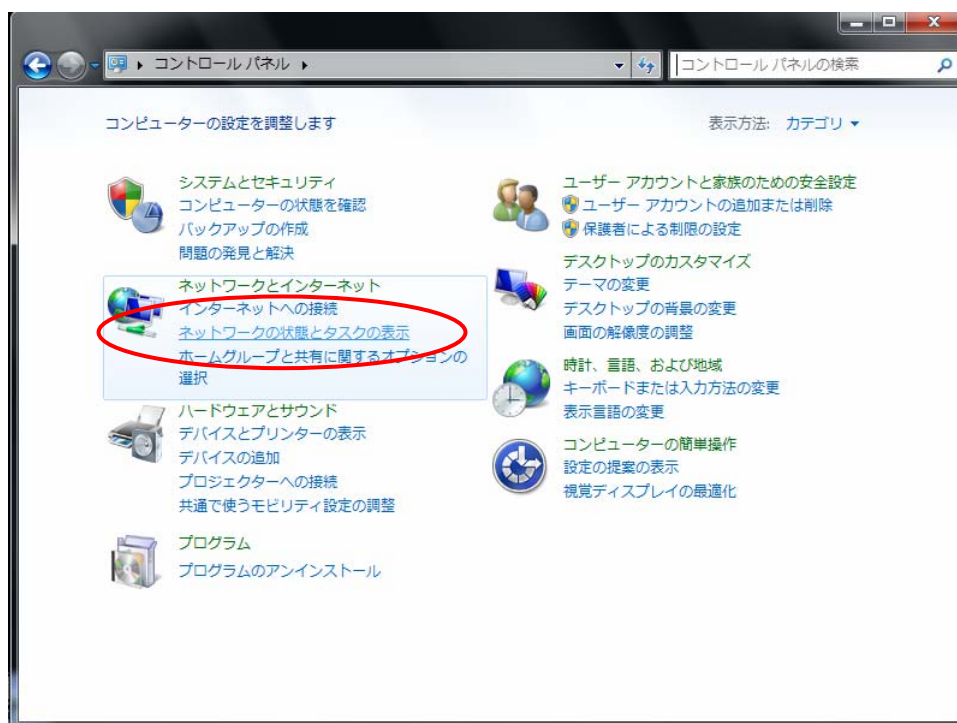 コントロール パネル
コントロール パネルの検索
コンピューターの設定を調整します
表示方法: カテゴリ
システムとセキュリティ
コンピューターの状態を確認
バックアップの作成
問題の発見と解決
ネットワークとインターネット
インターネットへの接続
ネットワークの状態とタスクの表示
ホームグループと共有に関するオプションの
選択
ハードウェアとサウンド
デバイスとプリンターの表示
デバイスの追加
プロジェクターへの接続
共通で使うモビリティ設定の調整
プログラム
プログラムのアンインストール
ユーザー アカウントと家族のための安全設定
ユーザー アカウントの追加または削除
保護者による制限の設定
デスクトップのカスタマイズ
テーマの変更
デスクトップの背景の変更
画面の解像度の調整
時計、言語、および地域
キーボードまたは入力方法の変更
表示言語の変更
コンピューターの簡単操作
設定の提案の表示
視覚ディスプレイの最適化